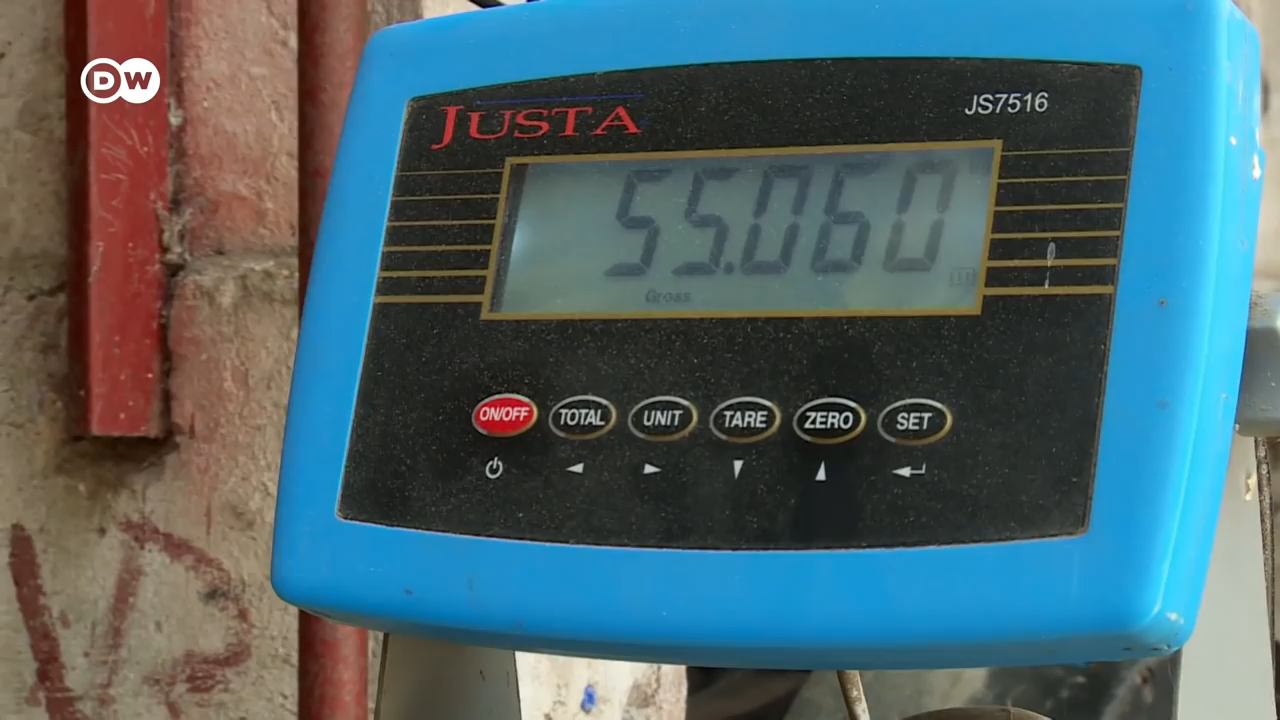 DW
JUSTA
JS7516
55.060
Gross
ON/OFF TOTAL UNIT TARE ZERO SET